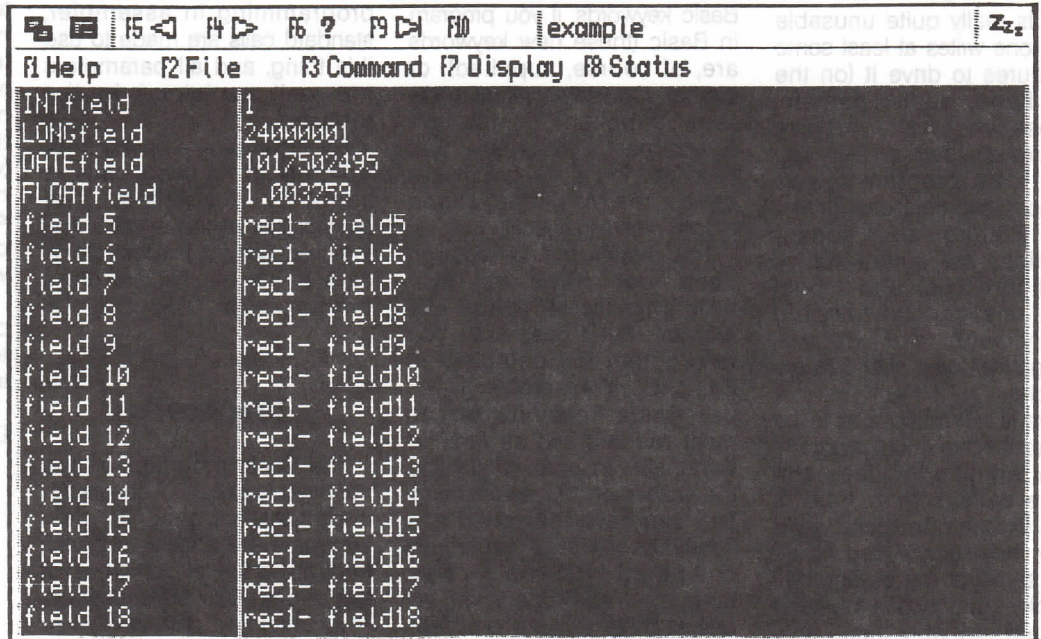 f5 f4 f6 ? f9 f10 example Zzz
f1 Help f2 File f3 Command f7 Display f8 Status
INTfield 1
LONGfield 24000001
DATEfield 1017502495
FLOATfield 1.003259
field 5 rec1- field5
field 6 rec1- field6
field 7 rec1- field7
field 8 rec1- field8
field 9 rec1- field9
field 10 rec1- field10
field 11 rec1- field11
field 12 rec1- field12
field 13 rec1- field13
field 14 rec1- field14
field 15 rec1- field15
field 16 rec1- field16
field 17 rec1- field17
field 18 rec1- field18